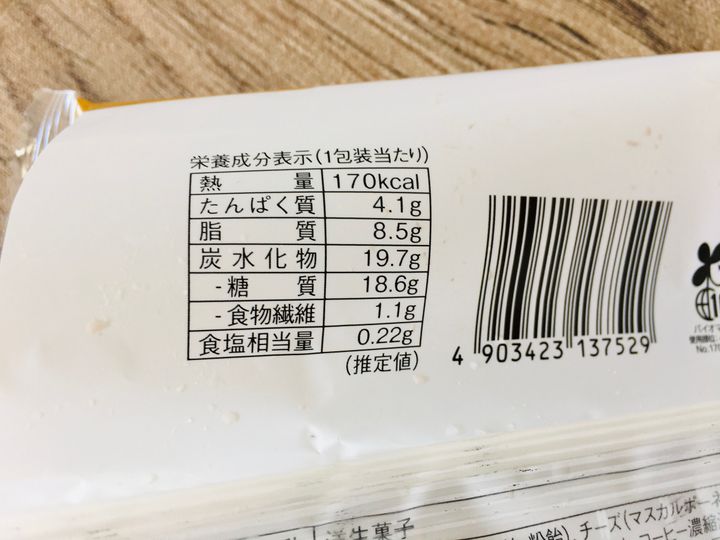 栄養成分表示(1包装当たり)
熱量 170kcal
たんぱく質 4.1g
脂質 8.5g
炭水化物 19.7g
-糖質 18.6g
-食物繊維 1.1g
食塩相当量 0.22g
(推定値)
4 903423 137529
洋生菓子
粉飴),チーズ(マスカルポーネ
コーヒー濃縮